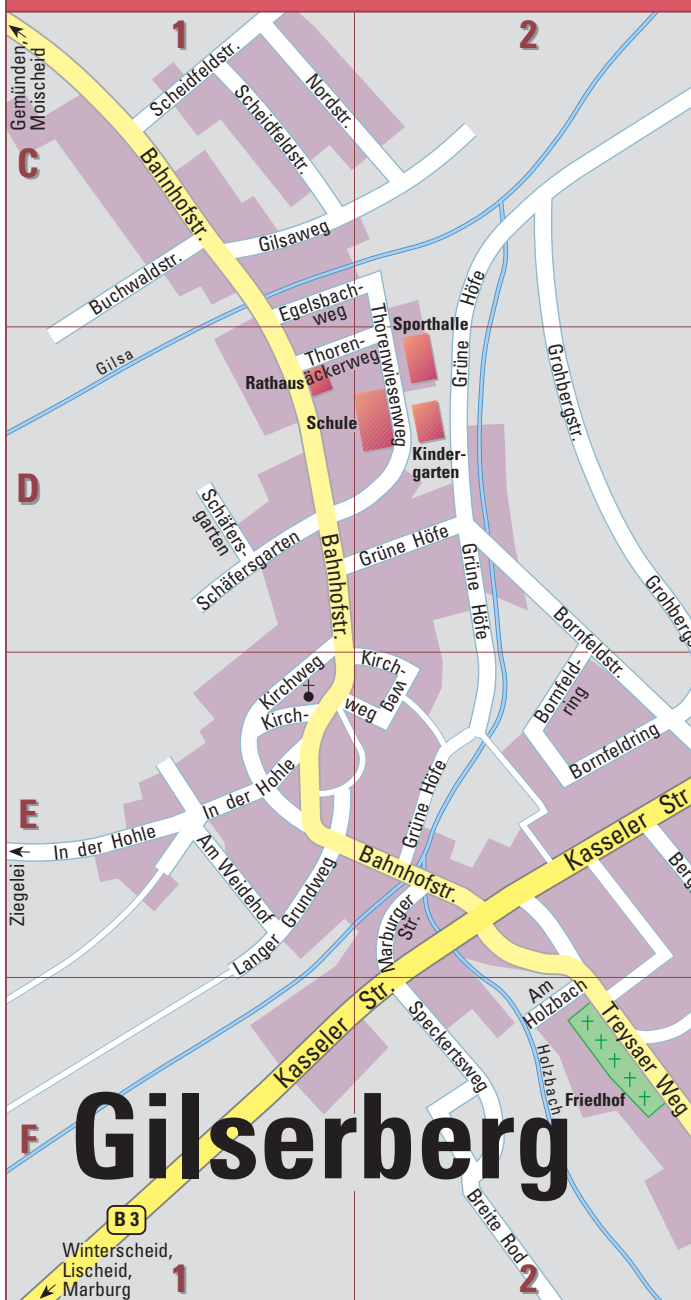 1
2
Gemünden,
Moischeid
Scheidfeldstr.
Nordstr.
Scheidfeldstr.
C
Bahnhofstr.
Gilsaweg
Buchwaldstr.
Egelsbach-
weg
Grüne Höfe
Gilsa
Thorenwiesenweg
Sporthalle
Thoren-
äckerweg
Rathaus
Grohbergstr.
Schule
Kinder-
garten
D
Schäfers-
garten
Schäfersgarten
Bahnhofstr.
Grüne Höfe
Grüne Höfe
Bornfeldstr.
Kirchweg
Kirch-
weg
Kirch-
weg
Bornfeld-
ring
Bornfeldring
E
In der Hohle
In der Hohle
Ziegelei
Grüne Höfe
Kasseler Str
Am Weidehof
Langer Grundweg
Bahnhofstr.
Marburger
Str.
Kasseler Str.
Am
Holzbach
Treysaer Weg
Speckertsweg
Holzbach
Friedhof
F
Gilserberg
Breite Rod
B 3
Winterscheid,
Lischeid,
Marburg
1
2